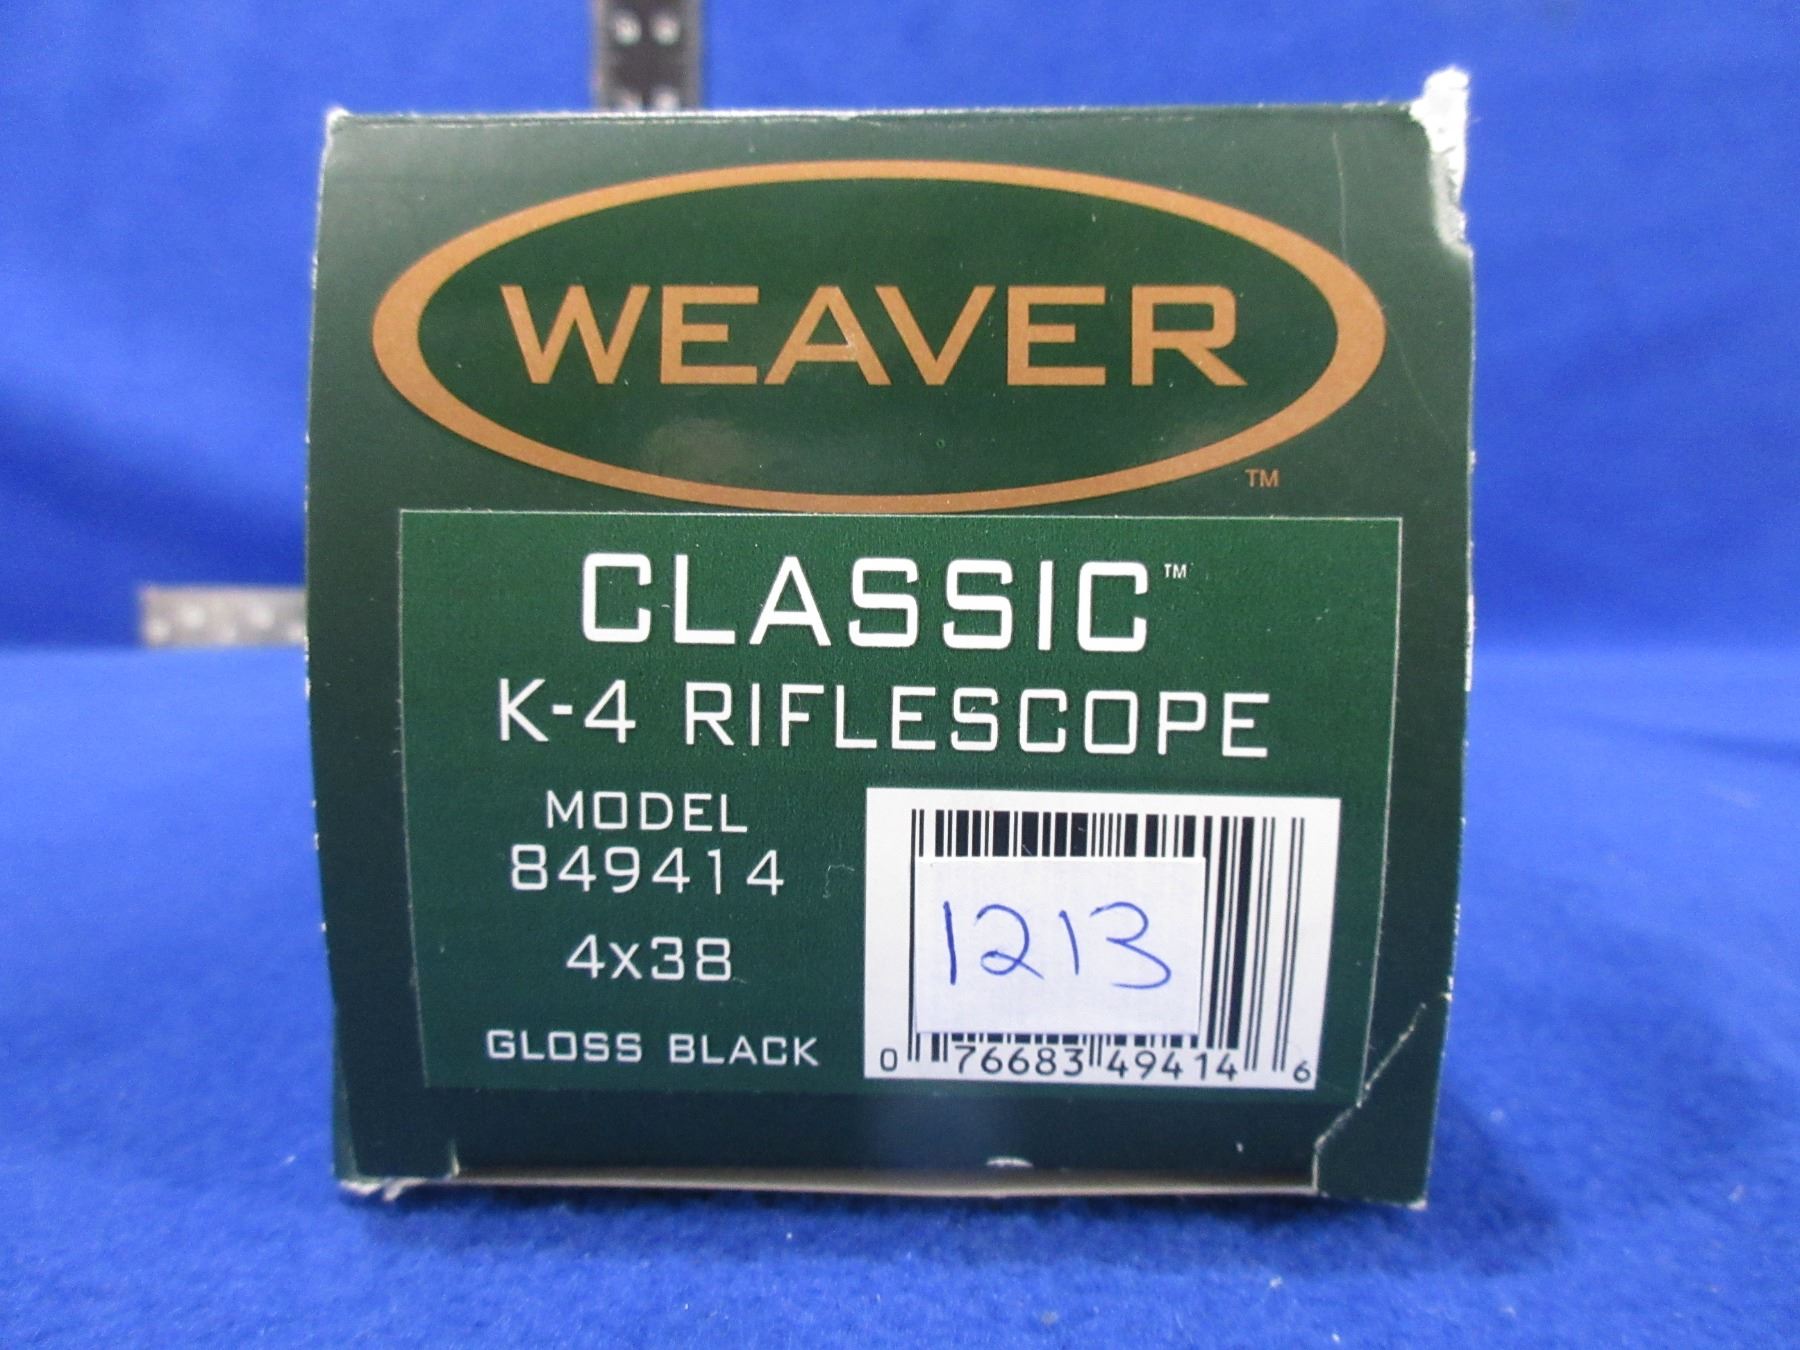 WEAVER
TM
CLASSIC™
K-4 RIFLESCOPE
MODEL
849414
4x38
GLOSS BLACK
1213
0 76683 49414 6